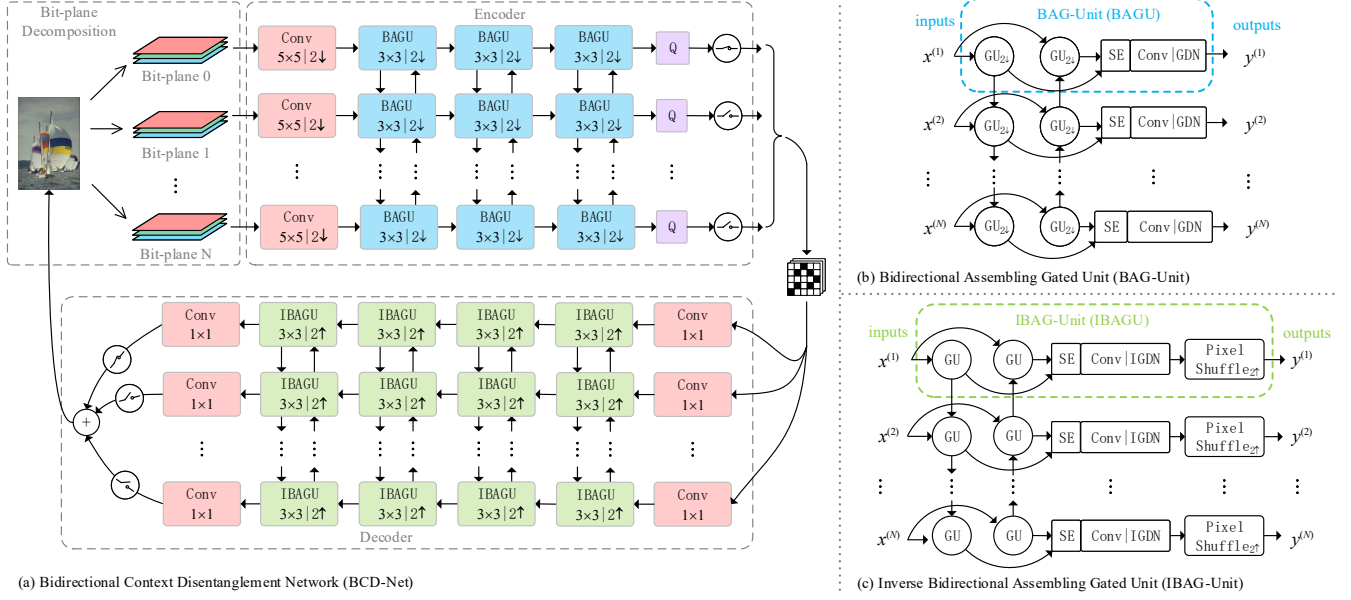 Bit-plane
Decomposition
Bit-plane 0
Bit-plane 1
Bit-plane N
Encoder
Conv
5×5|2↓
BAGU
3×3|2↓
BAGU
3×3|2↓
BAGU
3×3|2↓
Q
Conv
5×5|2↓
BAGU
3×3|2↓
BAGU
3×3|2↓
BAGU
3×3|2↓
Q
Conv
5×5|2↓
BAGU
3×3|2↓
BAGU
3×3|2↓
BAGU
3×3|2↓
Q
Conv
1×1
IBAGU
3×3|2↑
IBAGU
3×3|2↑
IBAGU
3×3|2↑
IBAGU
3×3|2↑
Conv
1×1
Conv
1×1
IBAGU
3×3|2↑
IBAGU
3×3|2↑
IBAGU
3×3|2↑
IBAGU
3×3|2↑
Conv
1×1
+
Conv
1×1
IBAGU
3×3|2↑
IBAGU
3×3|2↑
IBAGU
3×3|2↑
IBAGU
3×3|2↑
Conv
1×1
Decoder
(a) Bidirectional Context Disentanglement Network (BCD-Net)
inputs
BAG-Unit (BAGU)
outputs
x⁽¹⁾ GU2↓ GU2↓ SE Conv|GDN y⁽¹⁾
x⁽²⁾ GU2↓ GU2↓ SE Conv|GDN y⁽²⁾
x⁽ᴺ⁾ GU2↓ GU2↓ SE Conv|GDN y⁽ᴺ⁾
(b) Bidirectional Assembling Gated Unit (BAG-Unit)
inputs
IBAG-Unit (IBAGU)
outputs
x⁽¹⁾ GU GU SE Conv|IGDN
Pixel
Shuffle2↑
y⁽¹⁾
x⁽²⁾ GU GU SE Conv|IGDN
Pixel
Shuffle2↑
y⁽²⁾
x⁽ᴺ⁾ GU GU SE Conv|IGDN
Pixel
Shuffle2↑
y⁽ᴺ⁾
(c) Inverse Bidirectional Assembling Gated Unit (IBAG-Unit)